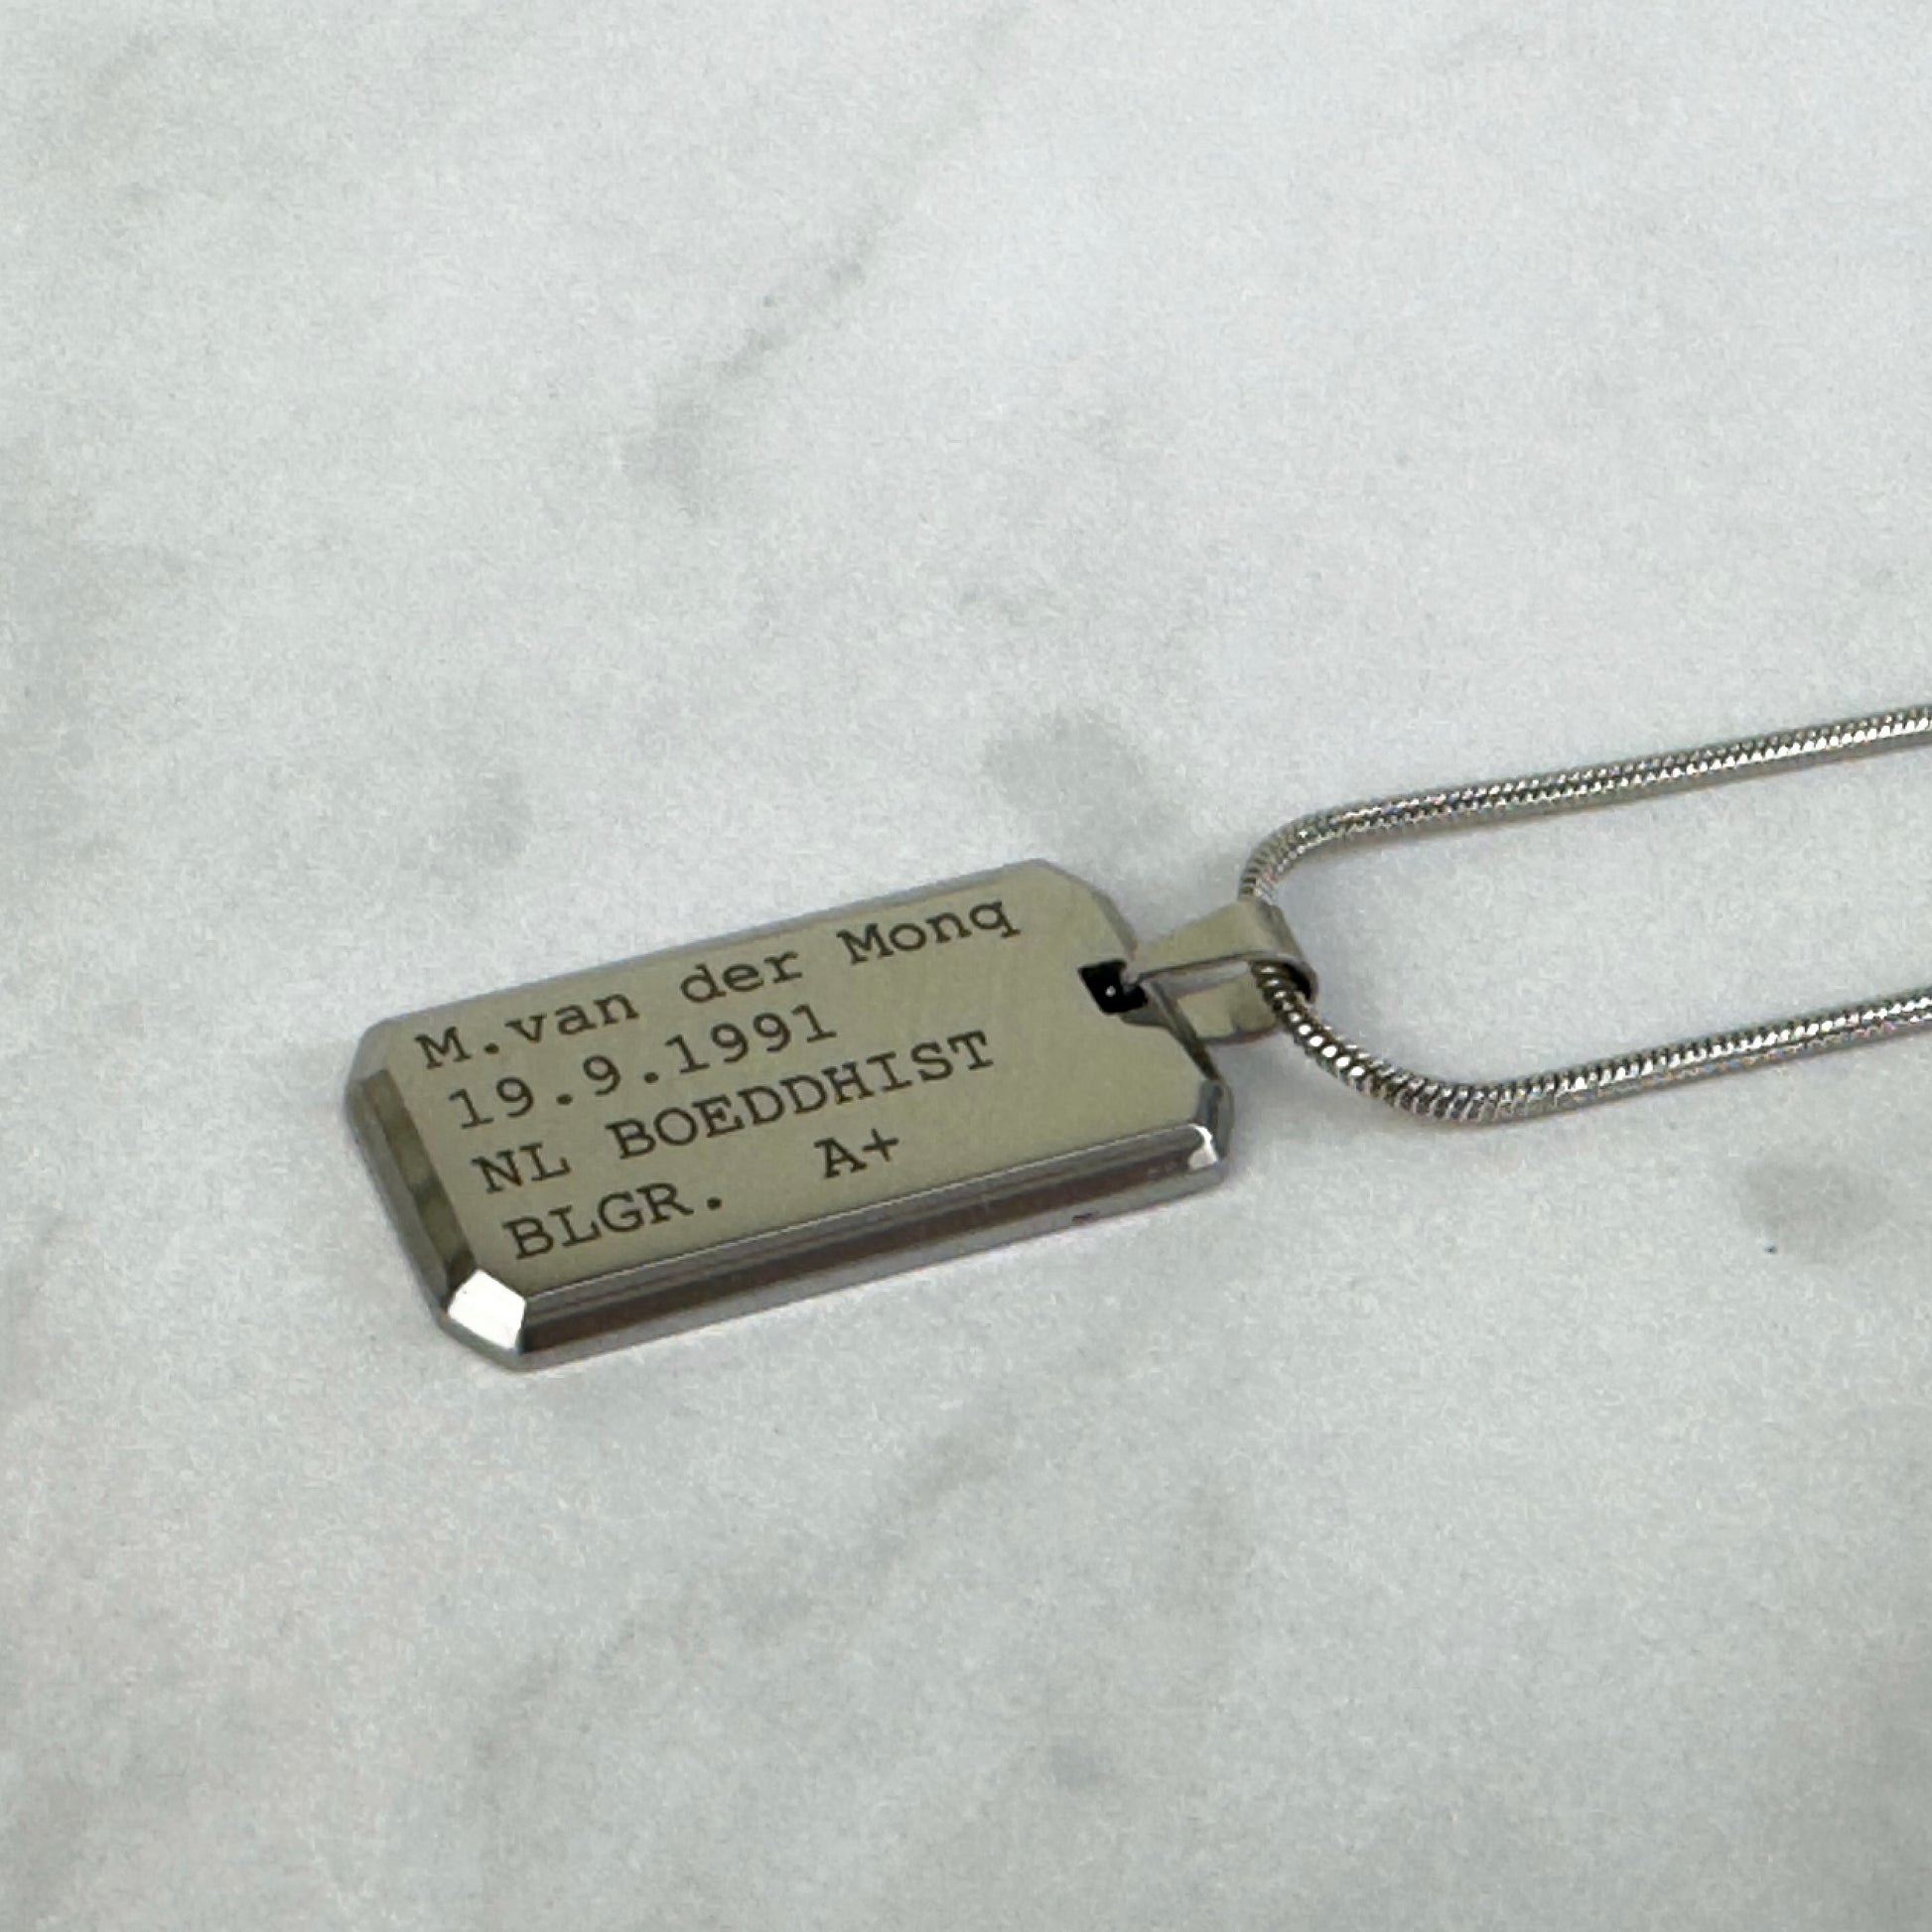 M.van der Monq
19.9.1991
NL BOEDDHIST
BLGR. A+